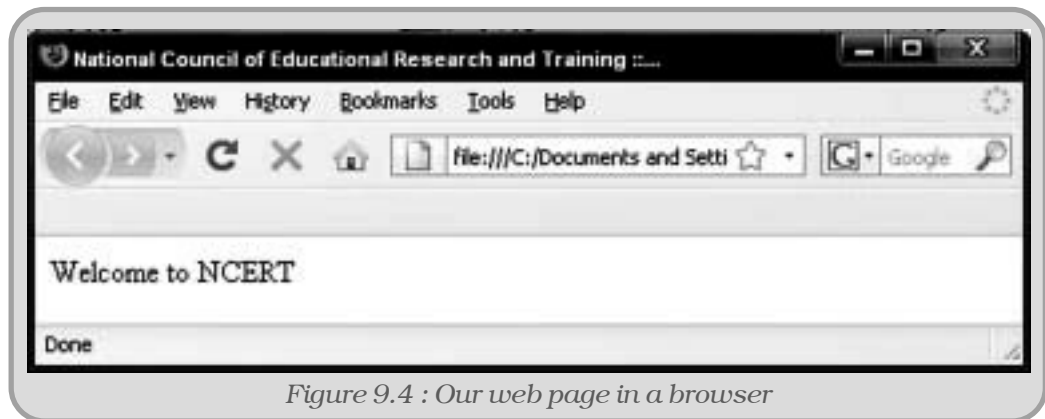 National Council of Educational Research and Training ::...
File Edit View History Bookmarks Tools Help
file:///C:/Documents and Setti G Google
Welcome to NCERT
Done
Figure 9.4 : Our web page in a browser